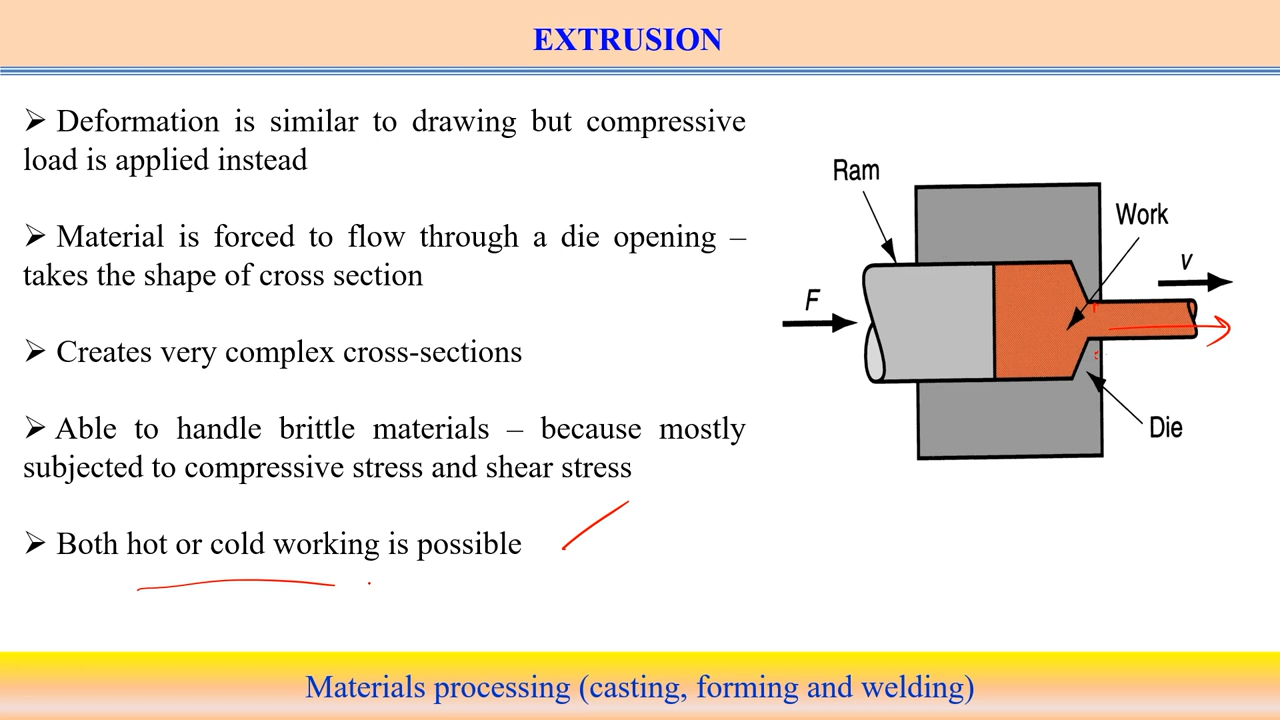 EXTRUSION
➢ Deformation is similar to drawing but compressive
load is applied instead
➢ Material is forced to flow through a die opening –
takes the shape of cross section
➢ Creates very complex cross-sections
➢ Able to handle brittle materials – because mostly
subjected to compressive stress and shear stress
➢ Both hot or cold working is possible
Ram
Work
v
F
Die
Materials processing (casting, forming and welding)